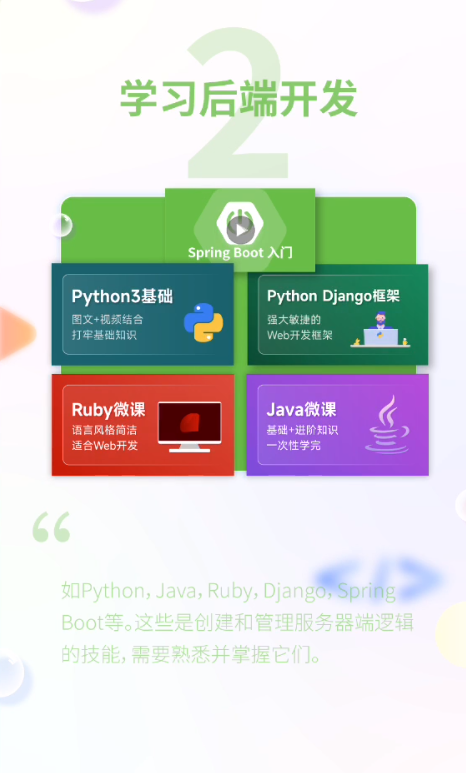 2
学习后端开发
Spring Boot 入门
Python3基础
图文+视频结合
打牢基础知识
Python Django框架
强大敏捷的
Web开发框架
Ruby微课
语言风格简洁
适合Web开发
Java微课
基础+进阶知识
一次性学完
“
</>
如Python，Java，Ruby，Django，Spring
Boot等。这些是创建和管理服务器端逻辑
的技能，需要熟悉并掌握它们。